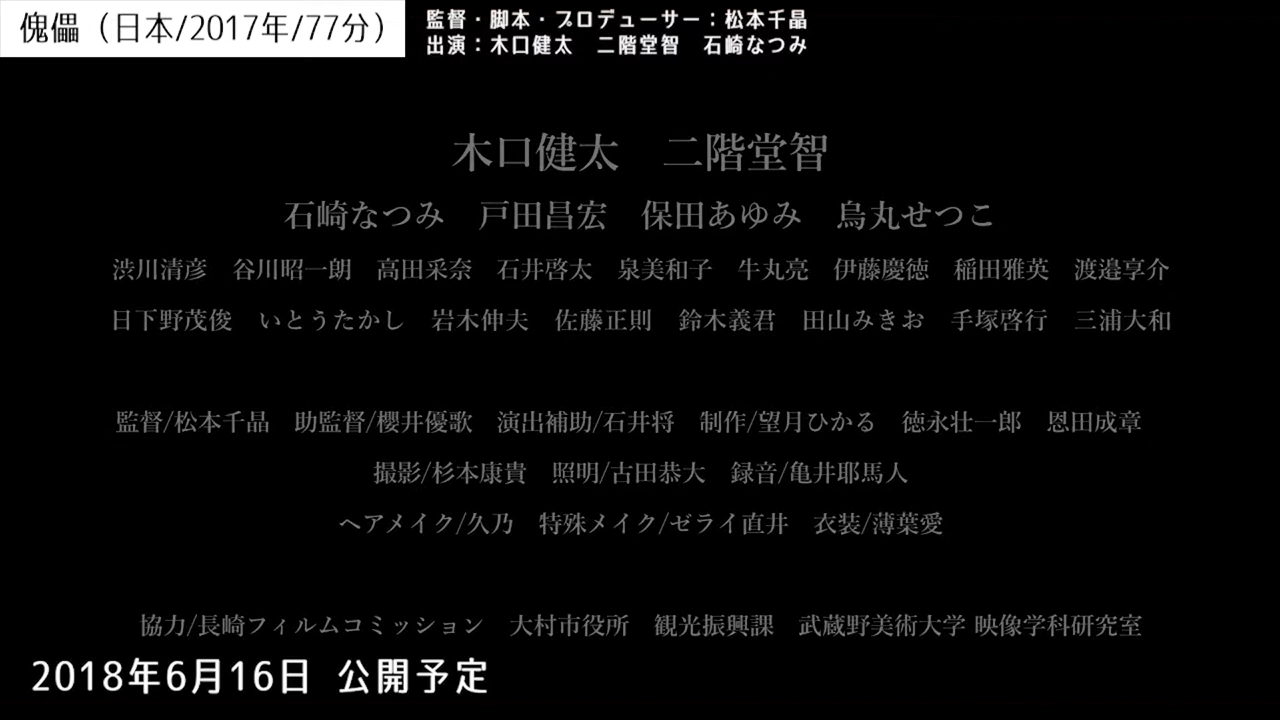 傀儡（日本/2017年/77分）
監督・脚本・プロデューサー：松本千晶
出演：木口健太　二階堂智　石崎なつみ
木口健太　二階堂智
石崎なつみ　戸田昌宏　保田あゆみ　烏丸せつこ
渋川清彦　谷川昭一朗　高田采奈　石井啓太　泉美和子　牛丸亮　伊藤慶徳　稲田雅英　渡邉享介
日下野茂俊　いとうたかし　岩木伸夫　佐藤正則　鈴木義君　田山みきお　手塚啓行　三浦大和
監督/松本千晶　助監督/櫻井優歌　演出補助/石井将　制作/望月ひかる　徳永壮一郎　恩田成章
撮影/杉本康貴　照明/古田恭大　録音/亀井耶馬人
ヘアメイク/久乃　特殊メイク/ゼライ直井　衣装/薄葉愛
協力/長崎フィルムコミッション　大村市役所　観光振興課　武蔵野美術大学 映像学科研究室
2018年6月16日 公開予定